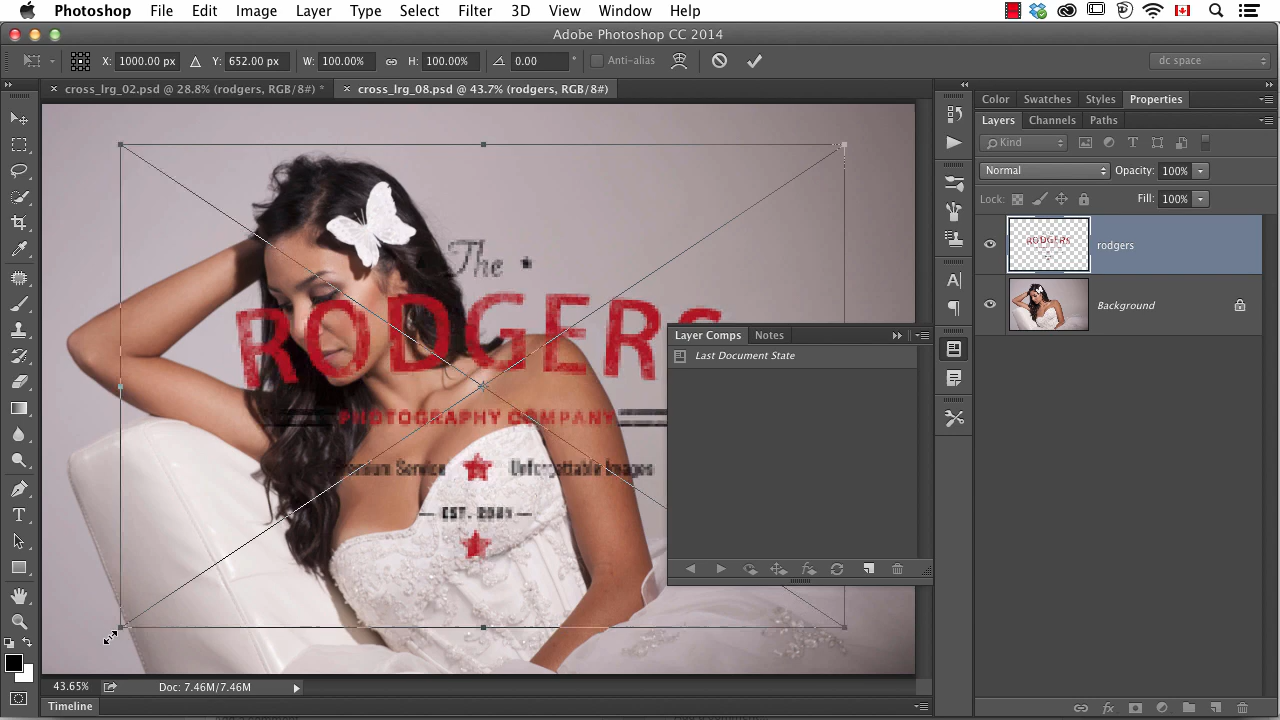 Photoshop File Edit Image Layer Type Select Filter 3D View Window Help
Adobe Photoshop CC 2014
X: 1000.00 px Y: 652.00 px W: 100.00% H: 100.00% 0.00 ° Anti-alias dc space
cross_lrg_02.psd @ 28.8% (rodgers, RGB/8#) * cross_lrg_08.psd @ 43.7% (rodgers, RGB/8#)
Color Swatches Styles Properties
Layers Channels Paths
Kind
Normal Opacity: 100%
Lock: Fill: 100%
rodgers
Background
The
RODGERS
PHOTOGRAPHY COMPANY
Premium Service Unforgettable Images
EST.
Layer Comps Notes
Last Document State
43.65% Doc: 7.46M/7.46M
Timeline